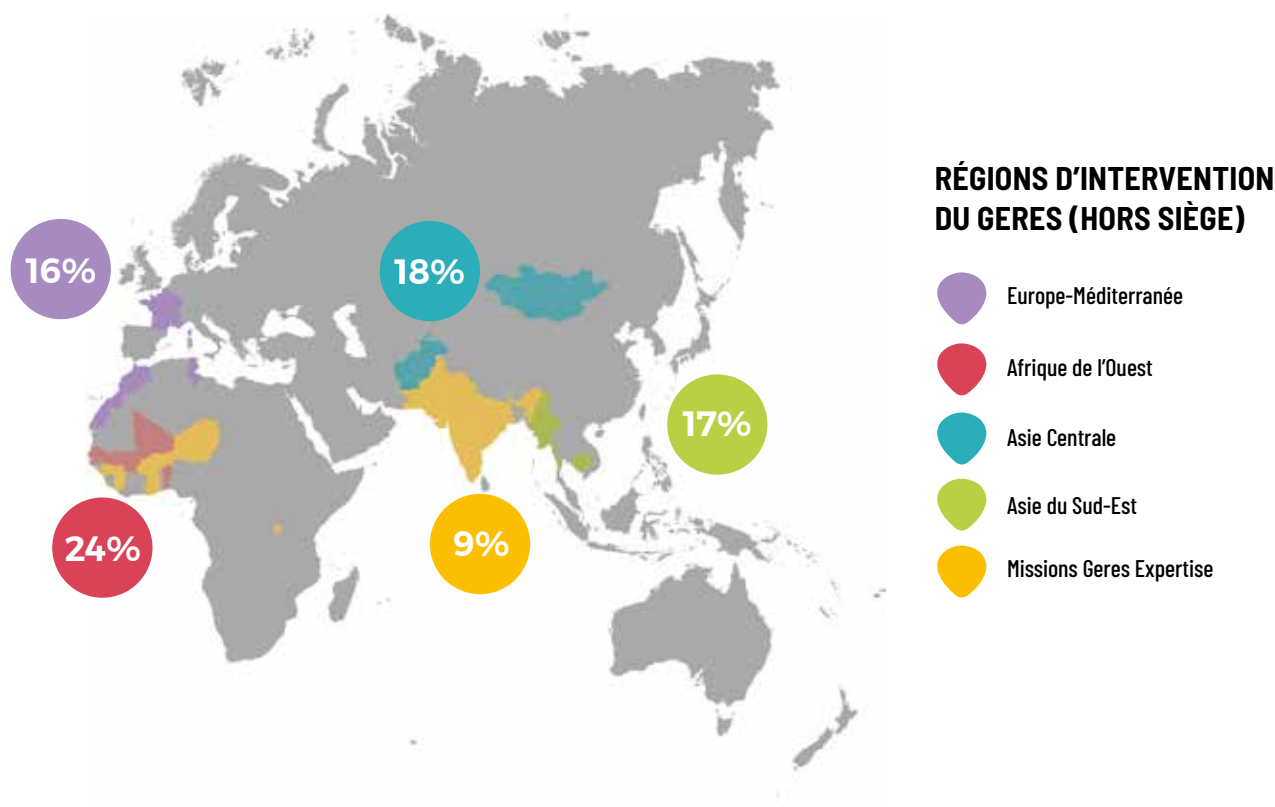 16%
18%
17%
24%
9%
RÉGIONS D'INTERVENTION
DU GERES (HORS SIÈGE)
Europe-Méditerranée
Afrique de l'Ouest
Asie Centrale
Asie du Sud-Est
Missions Geres Expertise